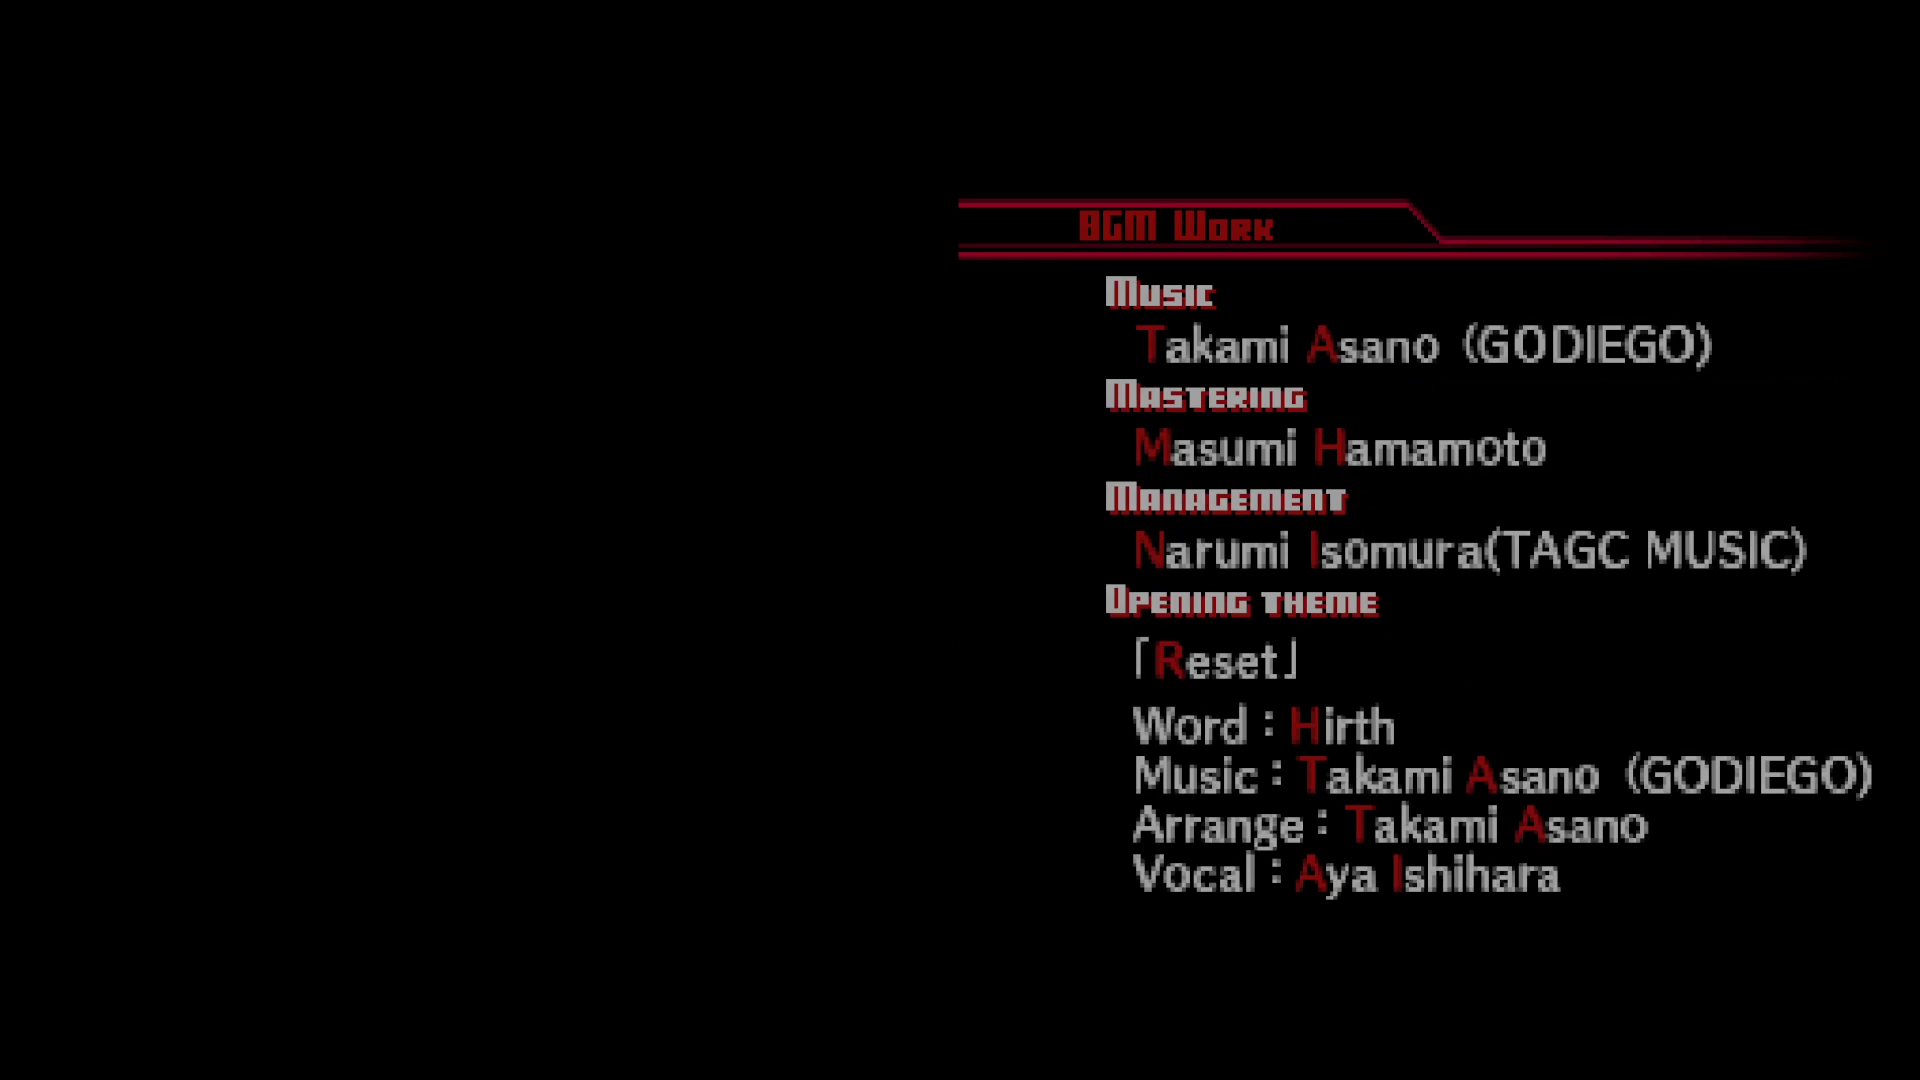 BGM Work
Music
Takami Asano (GODIEGO)
Mastering
Masumi Hamamoto
Management
Narumi Isomura(TAGC MUSIC)
Opening theme
「Reset」
Word：Hirth
Music：Takami Asano (GODIEGO)
Arrange：Takami Asano
Vocal：Aya Ishihara